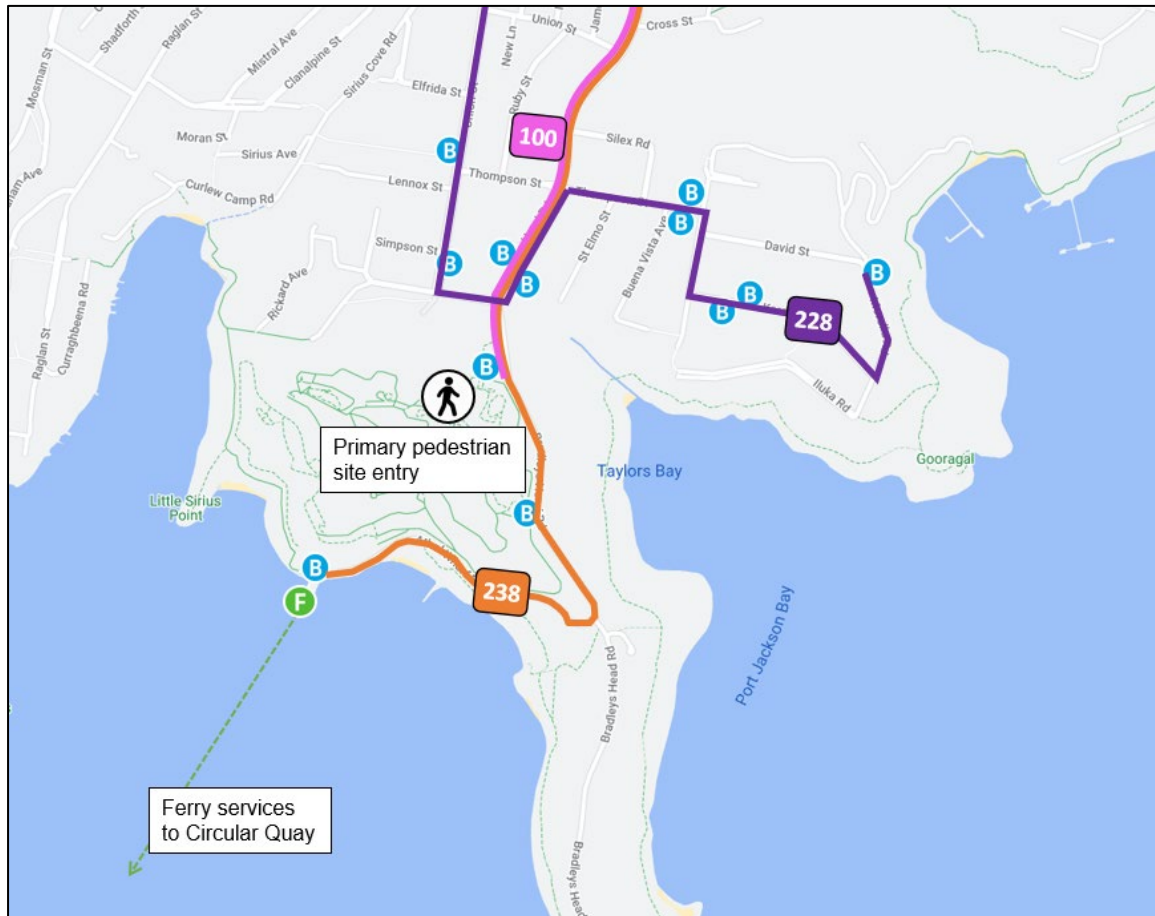 Union St
Cross St
Shadforth St
Raglan St
Mistral Ave
Clanalpine St
Sirius Cove Rd
New Ln
Mosman St
Elfrida St
Ruby St
100
Silex Rd
Moran St
B
Sirius Ave
Thompson St
Lennox St
Curlew Camp Rd
B
B
St Elmo St
Buena Vista Ave
David St
Simpson St
B
B
B
B
Rickard Ave
B
B
228
Curraghbeena Rd
Raglan St
B
Iluka Rd
Primary pedestrian
site entry
Gooragal
Taylors Bay
Little Sirius
Point
B
B
238
F
Port Jackson Bay
Bradleys Head Rd
Ferry services
to Circular Quay
Bradleys Head